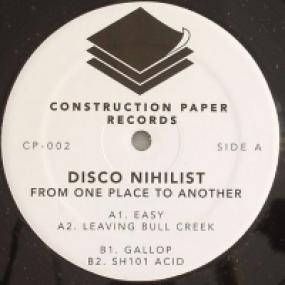 CONSTRUCTION PAPER
RECORDS
CP-002 SIDE A
DISCO NIHILIST
FROM ONE PLACE TO ANOTHER
A1. EASY
A2. LEAVING BULL CREEK
B1. GALLOP
B2. SH101 ACID